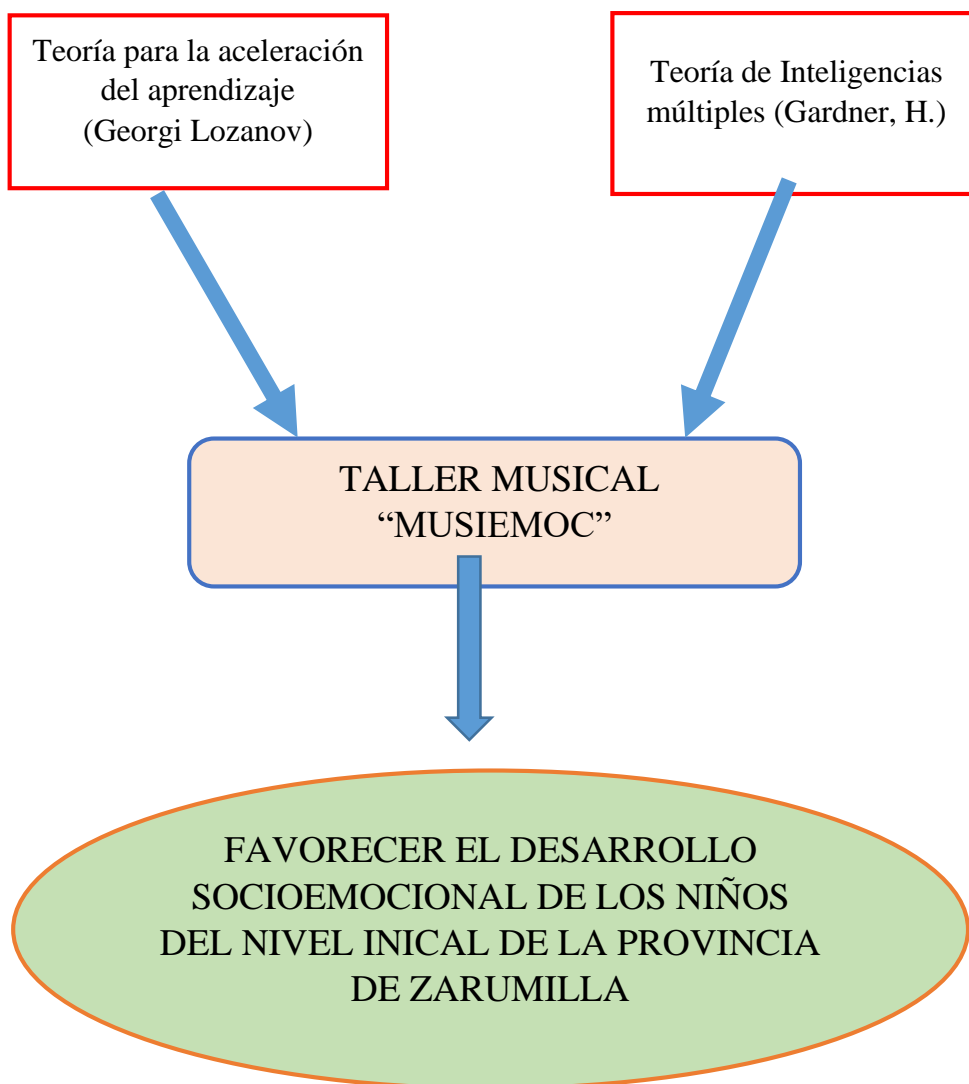 Teoría para la aceleración
del aprendizaje
(Georgi Lozanov)
Teoría de Inteligencias
múltiples (Gardner, H.)
TALLER MUSICAL
“MUSIEMOC”
FAVORECER EL DESARROLLO
SOCIOEMOCIONAL DE LOS NIÑOS
DEL NIVEL INICAL DE LA PROVINCIA
DE ZARUMILLA